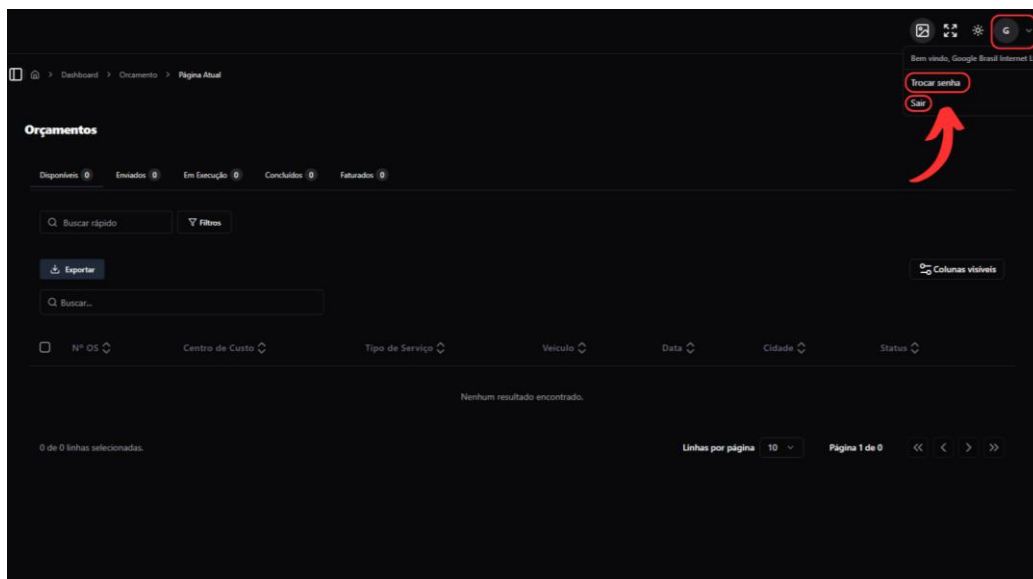 G
Bem vindo, Google Brasil Internet L
Dashboard > Orcamento > Página Atual
Trocar senha
Sair
Orçamentos
Disponíveis 0 Enviados 0 Em Execução 0 Concluídos 0 Faturados 0
Buscar rápido Filtros
Exportar Colunas visíveis
Buscar...
Nº OS Centro de Custo Tipo de Serviço Veículo Data Cidade Status
Nenhum resultado encontrado.
0 de 0 linhas selecionadas. Linhas por página 10 Página 1 de 0